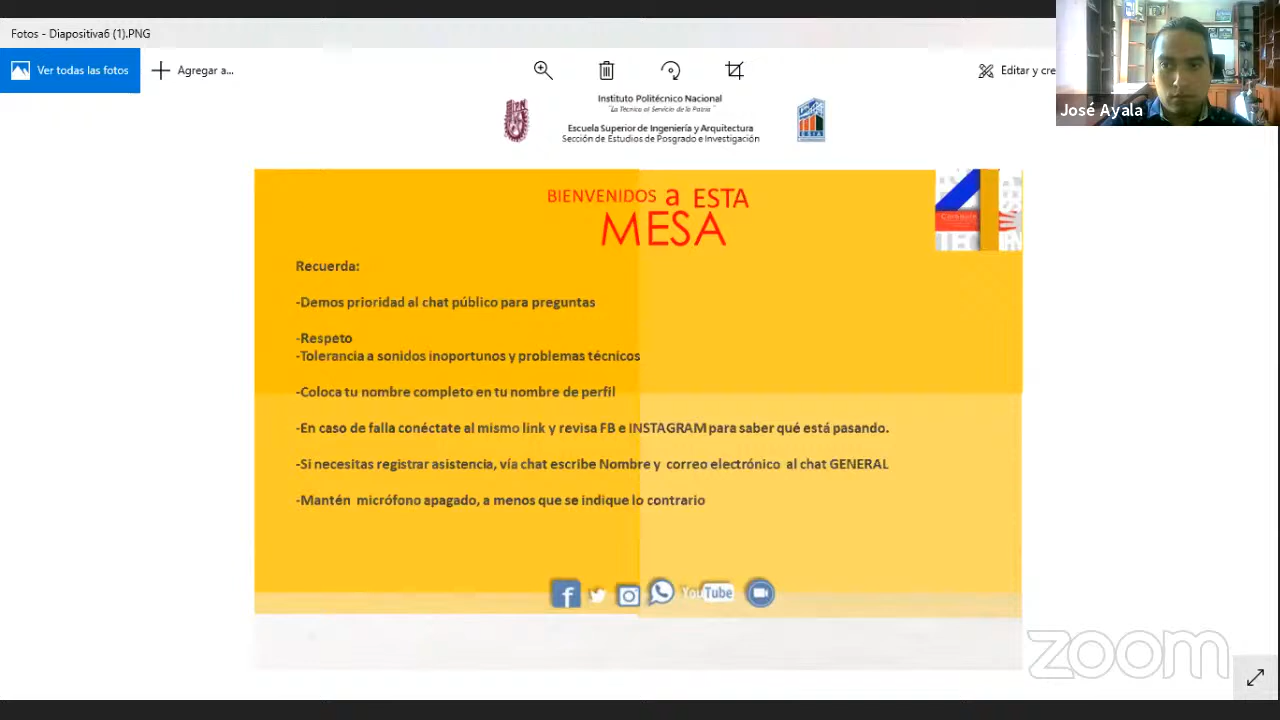 Fotos - Diapositiva6 (1).PNG
Ver todas las fotos
Agregar a...
Editar y cre
José Ayala
Instituto Politécnico Nacional
"La Técnica al Servicio de la Patria"
Escuela Superior de Ingeniería y Arquitectura
Sección de Estudios de Posgrado e Investigación
BIENVENIDOS a ESTA
MESA
Recuerda:
-Demos prioridad al chat público para preguntas
-Respeto
-Tolerancia a sonidos inoportunos y problemas técnicos
-Coloca tu nombre completo en tu nombre de perfil
-En caso de falla conéctate al mismo link y revisa FB e INSTAGRAM para saber qué está pasando.
-Si necesitas registrar asistencia, vía chat escribe Nombre y correo electrónico al chat GENERAL
-Mantén micrófono apagado, a menos que se indique lo contrario
YouTube
zoom